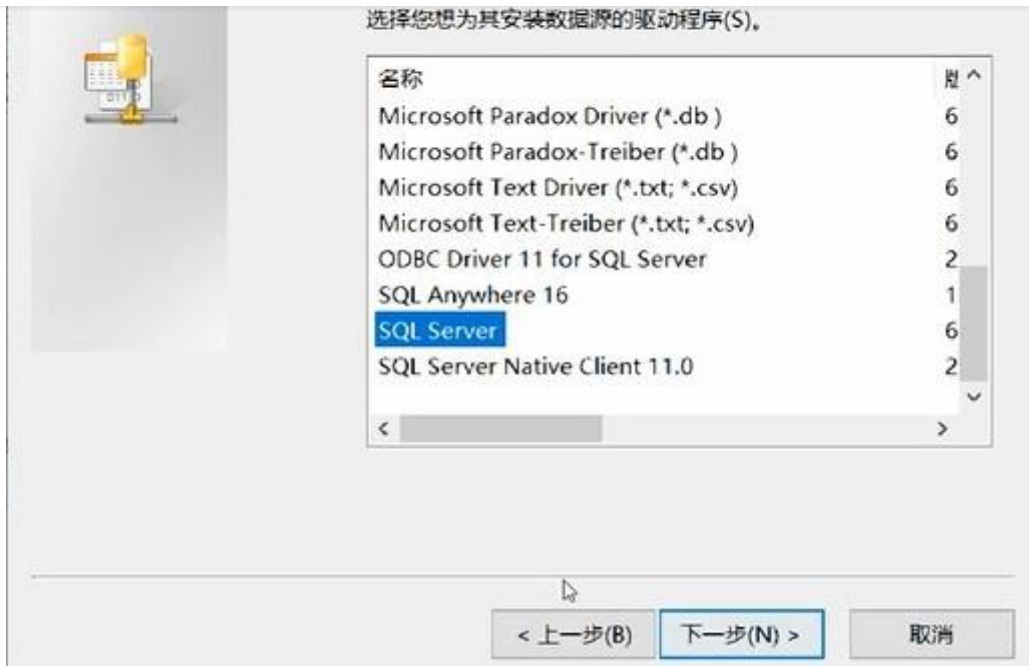 选择您想为其安装数据源的驱动程序(S)。
名称
Microsoft Paradox Driver (*.db ) 6
Microsoft Paradox-Treiber (*.db ) 6
Microsoft Text Driver (*.txt; *.csv) 6
Microsoft Text-Treiber (*.txt; *.csv) 6
ODBC Driver 11 for SQL Server 2
SQL Anywhere 16 1
SQL Server 6
SQL Server Native Client 11.0 2
< 上一步(B) 下一步(N) > 取消